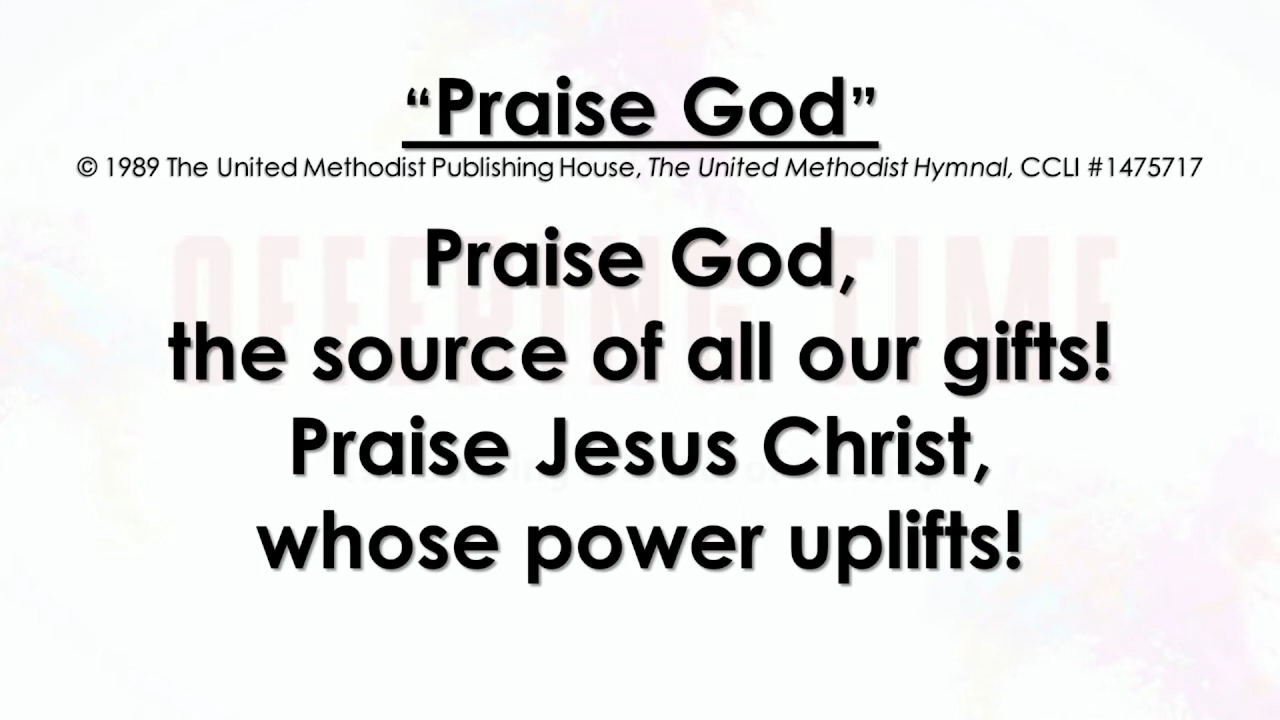 “Praise God”
© 1989 The United Methodist Publishing House, The United Methodist Hymnal, CCLI #1475717
Praise God,
OFFERING TIME
the source of all our gifts!
Praise Jesus Christ,
whose power uplifts!